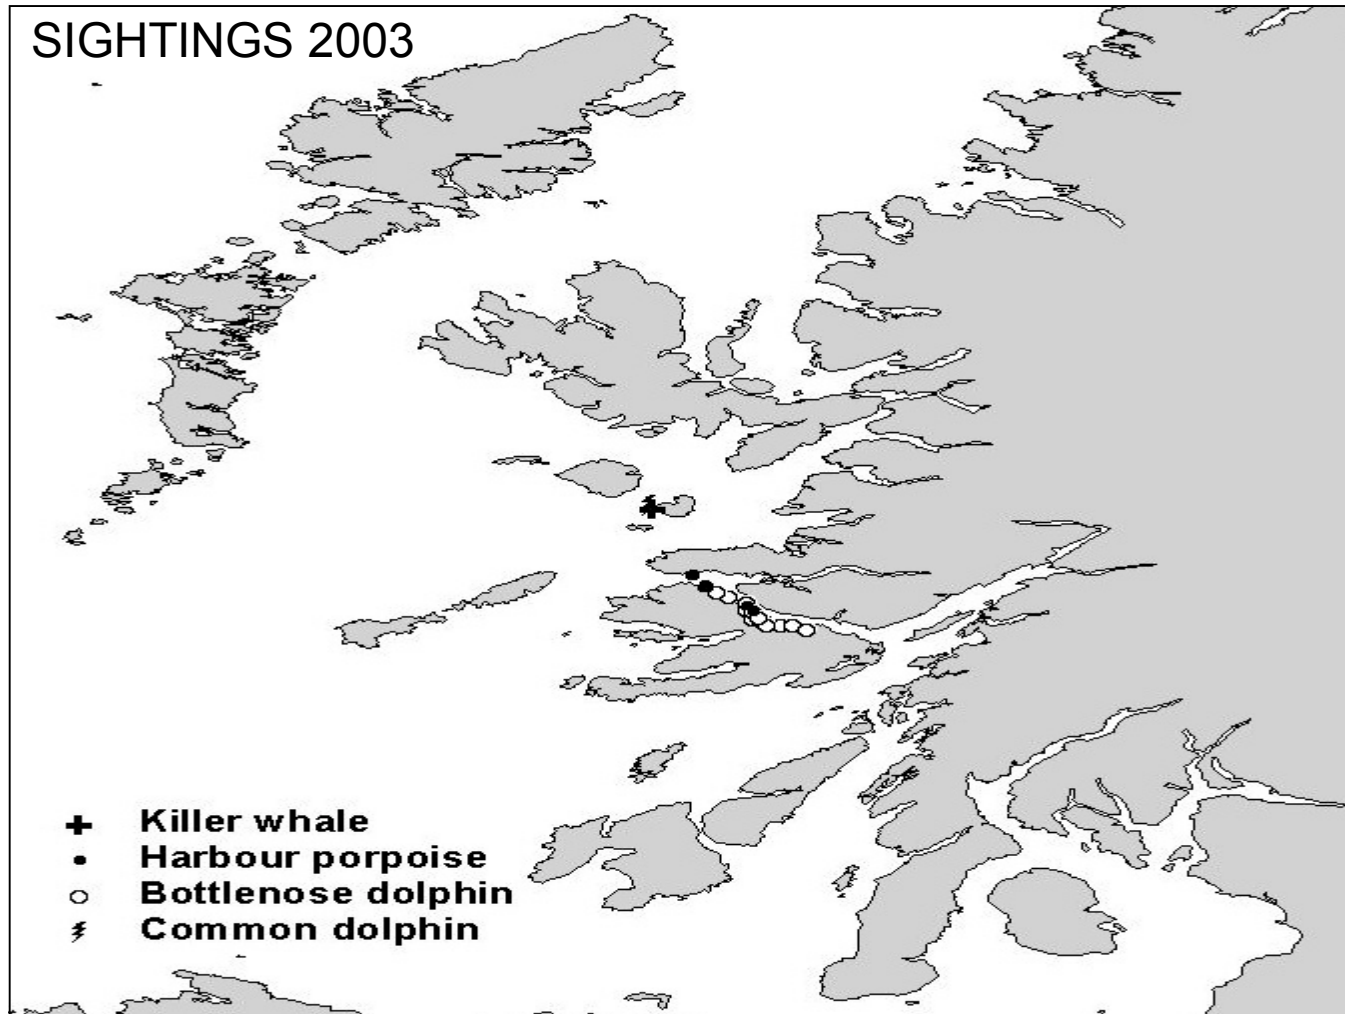 SIGHTINGS 2003
Killer whale
Harbour porpoise
Bottlenose dolphin
Common dolphin